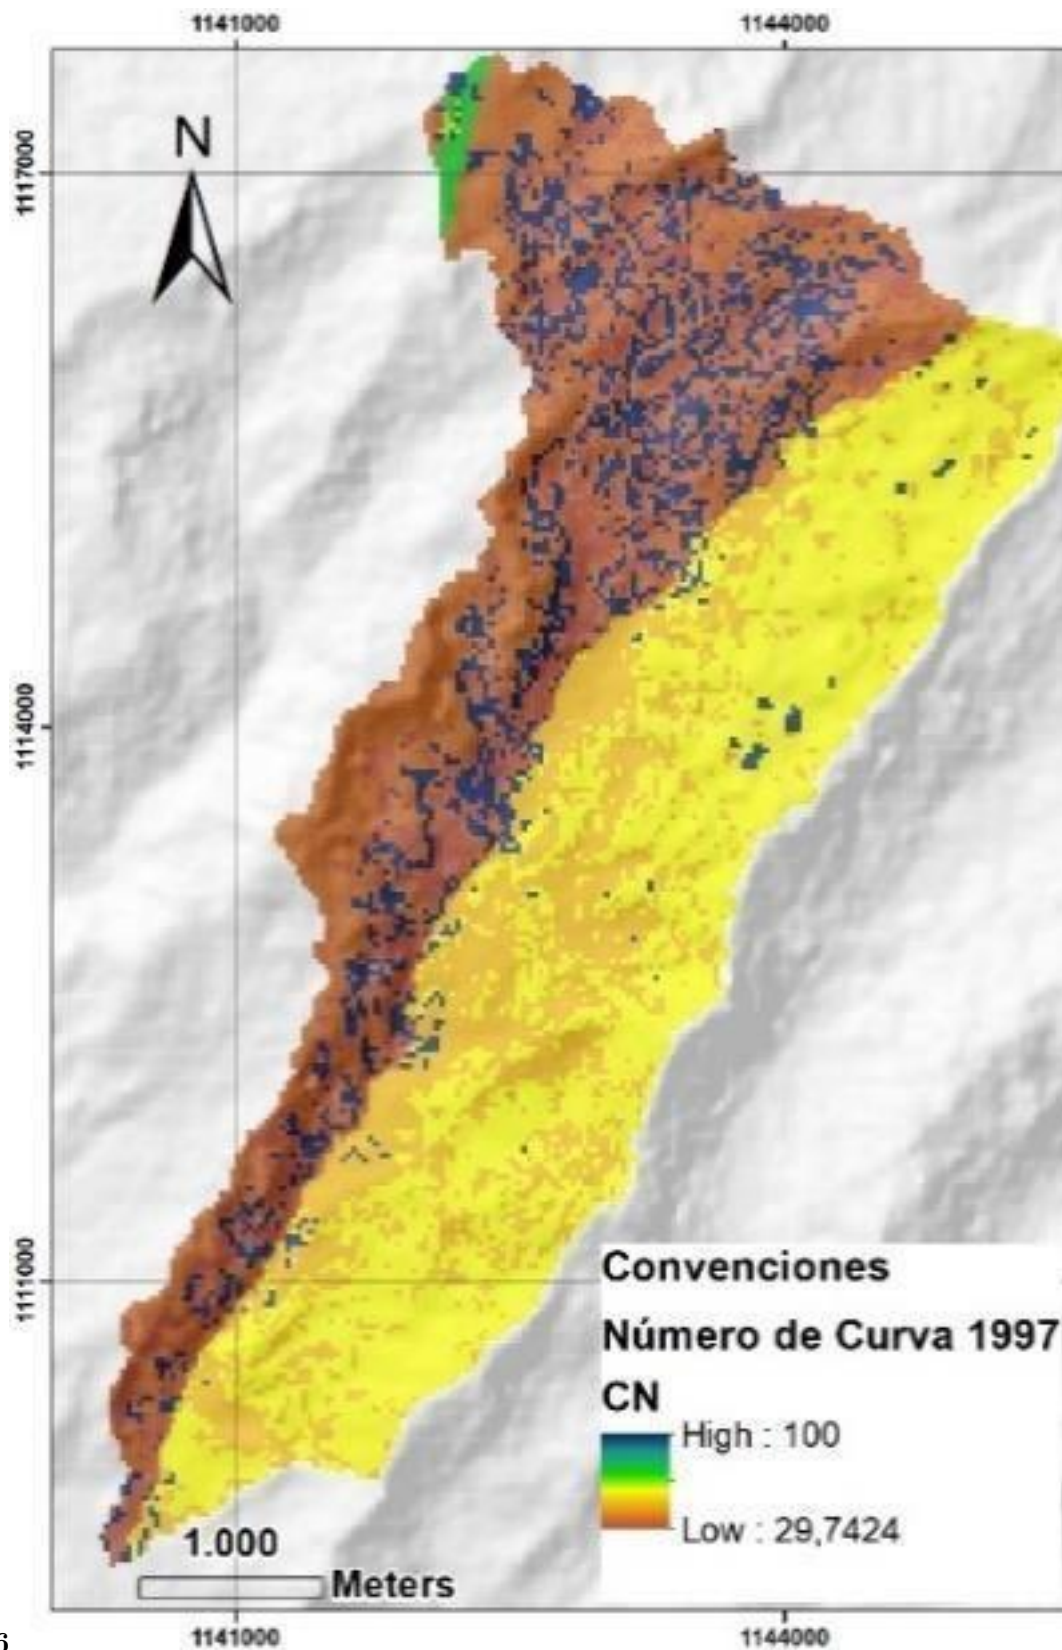 1141000 1144000
N
1117000
1114000
1111000
Convenciones
Número de Curva 1997
CN
High : 100
Low : 29,7424
1.000
Meters
6
1141000 1144000